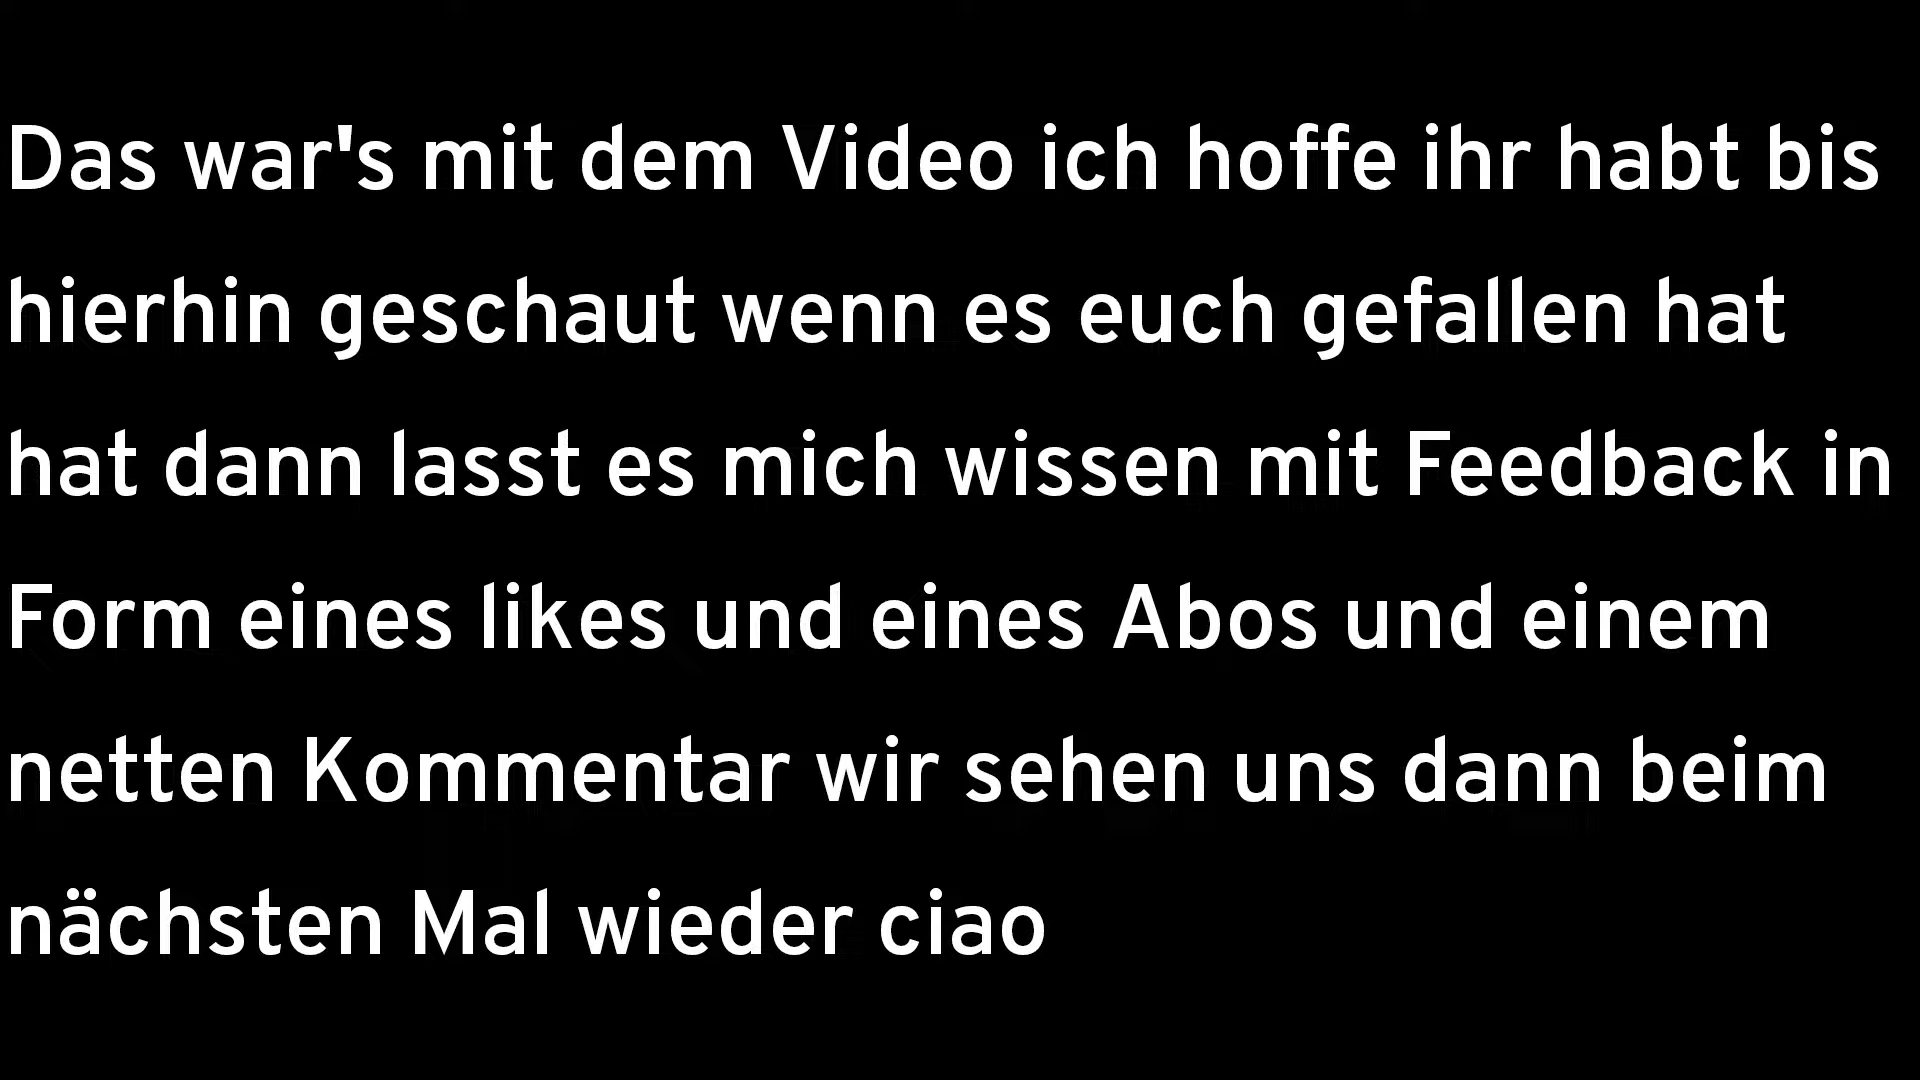 Das war's mit dem Video ich hoffe ihr habt bis
hierhin geschaut wenn es euch gefallen hat
hat dann lasst es mich wissen mit Feedback in
Form eines likes und eines Abos und einem
netten Kommentar wir sehen uns dann beim
nächsten Mal wieder ciao